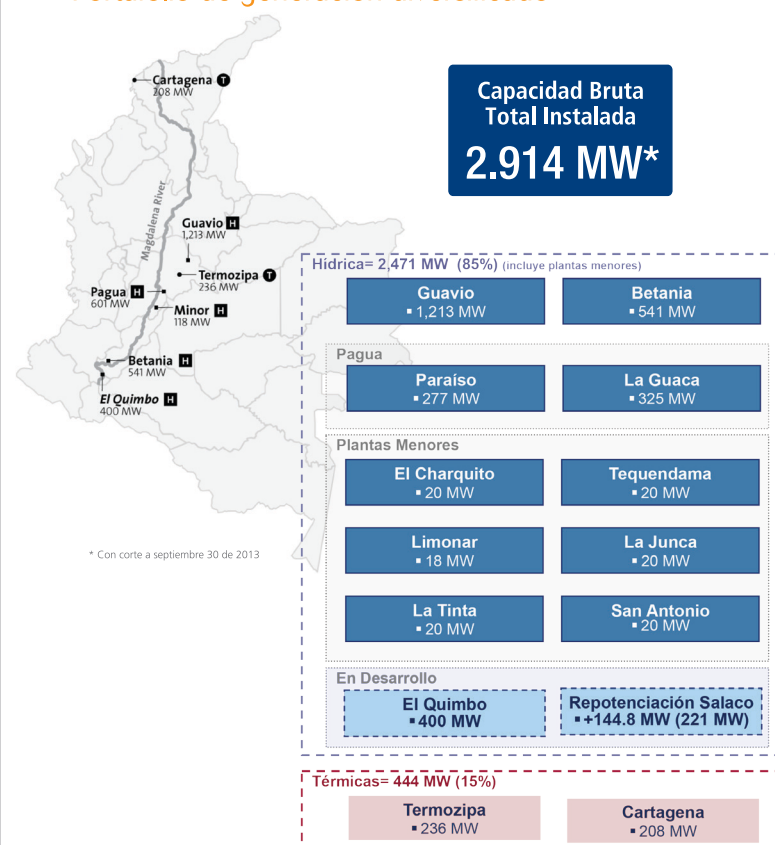 Cartagena T
208 MW
Capacidad Bruta
Total Instalada
2.914 MW*
Magdalena River
Guavio H
1,213 MW
Termozipa T
236 MW
Pagua H
601 MW
Minor H
118 MW
Betania H
541 MW
El Quimbo H
400 MW
* Con corte a septiembre 30 de 2013
Hídrica= 2,471 MW (85%) (incluye plantas menores)
Guavio
▪ 1,213 MW
Betania
▪ 541 MW
Pagua
Paraíso
▪ 277 MW
La Guaca
▪ 325 MW
Plantas Menores
El Charquito
▪ 20 MW
Tequendama
▪ 20 MW
Limonar
▪ 18 MW
La Junca
▪ 20 MW
La Tinta
▪ 20 MW
San Antonio
▪ 20 MW
En Desarrollo
El Quimbo
▪ 400 MW
Repotenciación Salaco
▪ +144.8 MW (221 MW)
Térmicas= 444 MW (15%)
Termozipa
▪ 236 MW
Cartagena
▪ 208 MW